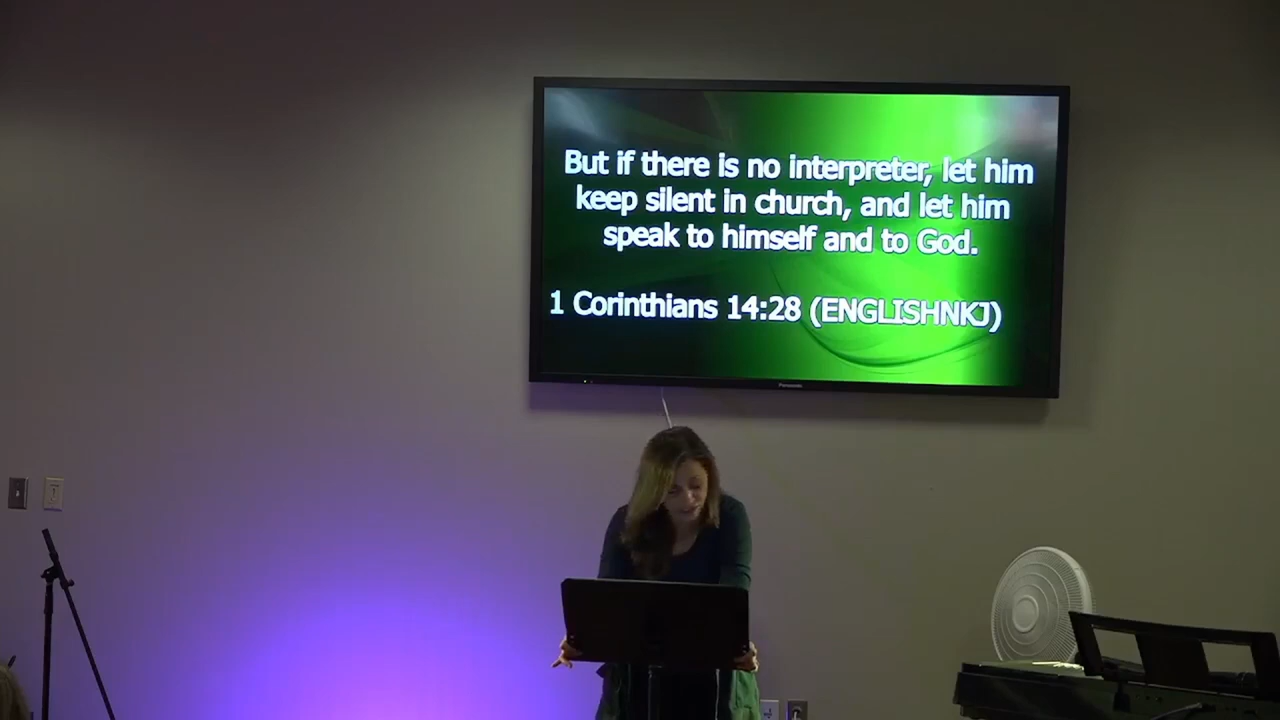 But if there is no interpreter, let him
keep silent in church, and let him
speak to himself and to God.
1 Corinthians 14:28 (ENGLISHNKJ)
Panasonic